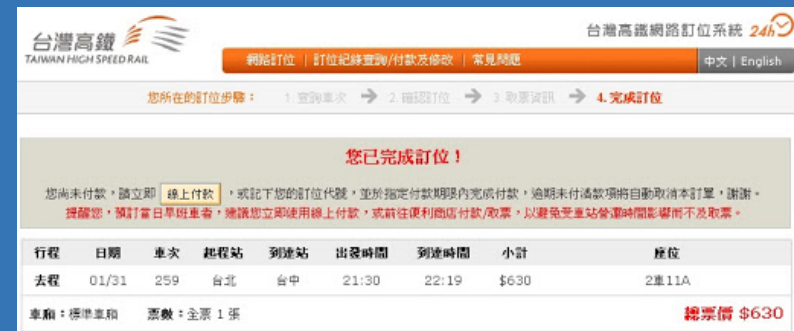 台灣高鐵
TAIWAN HIGH SPEED RAIL
台灣高鐵網路訂位系統 24h
網路訂位 | 訂位紀錄查詢/付款及修改 | 常見問題
中文 | English
您所在的訂位步驟： 1. 查詢車次 → 2. 確認訂位 → 3. 取票資訊 → 4. 完成訂位
您已完成訂位！
您尚未付款，請立即 線上付款 ，或記下您的訂位代號，並於指定付款期限內完成付款，逾期未付清款項將自動取消本訂單，謝謝。
提醒您，預訂當日早班車者，建議您立即使用線上付款，或前往便利商店付款/取票，以避免受車站營運時間影響而不及取票。
行程 日期 車次 起程站 到達站 出發時間 到達時間 小計 座位
去程 01/31 259 台北 台中 21:30 22:19 $630 2車11A
車廂：標準車廂 票數：全票 1 張 總票價 $630